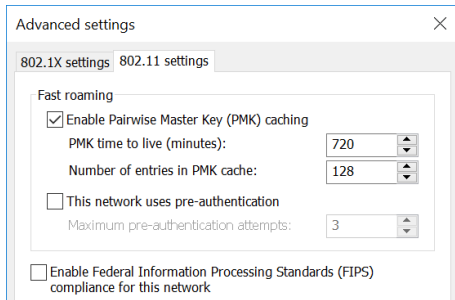 Advanced settings
802.1X settings 802.11 settings
Fast roaming
Enable Pairwise Master Key (PMK) caching
PMK time to live (minutes): 720
Number of entries in PMK cache: 128
This network uses pre-authentication
Maximum pre-authentication attempts: 3
Enable Federal Information Processing Standards (FIPS)
compliance for this network